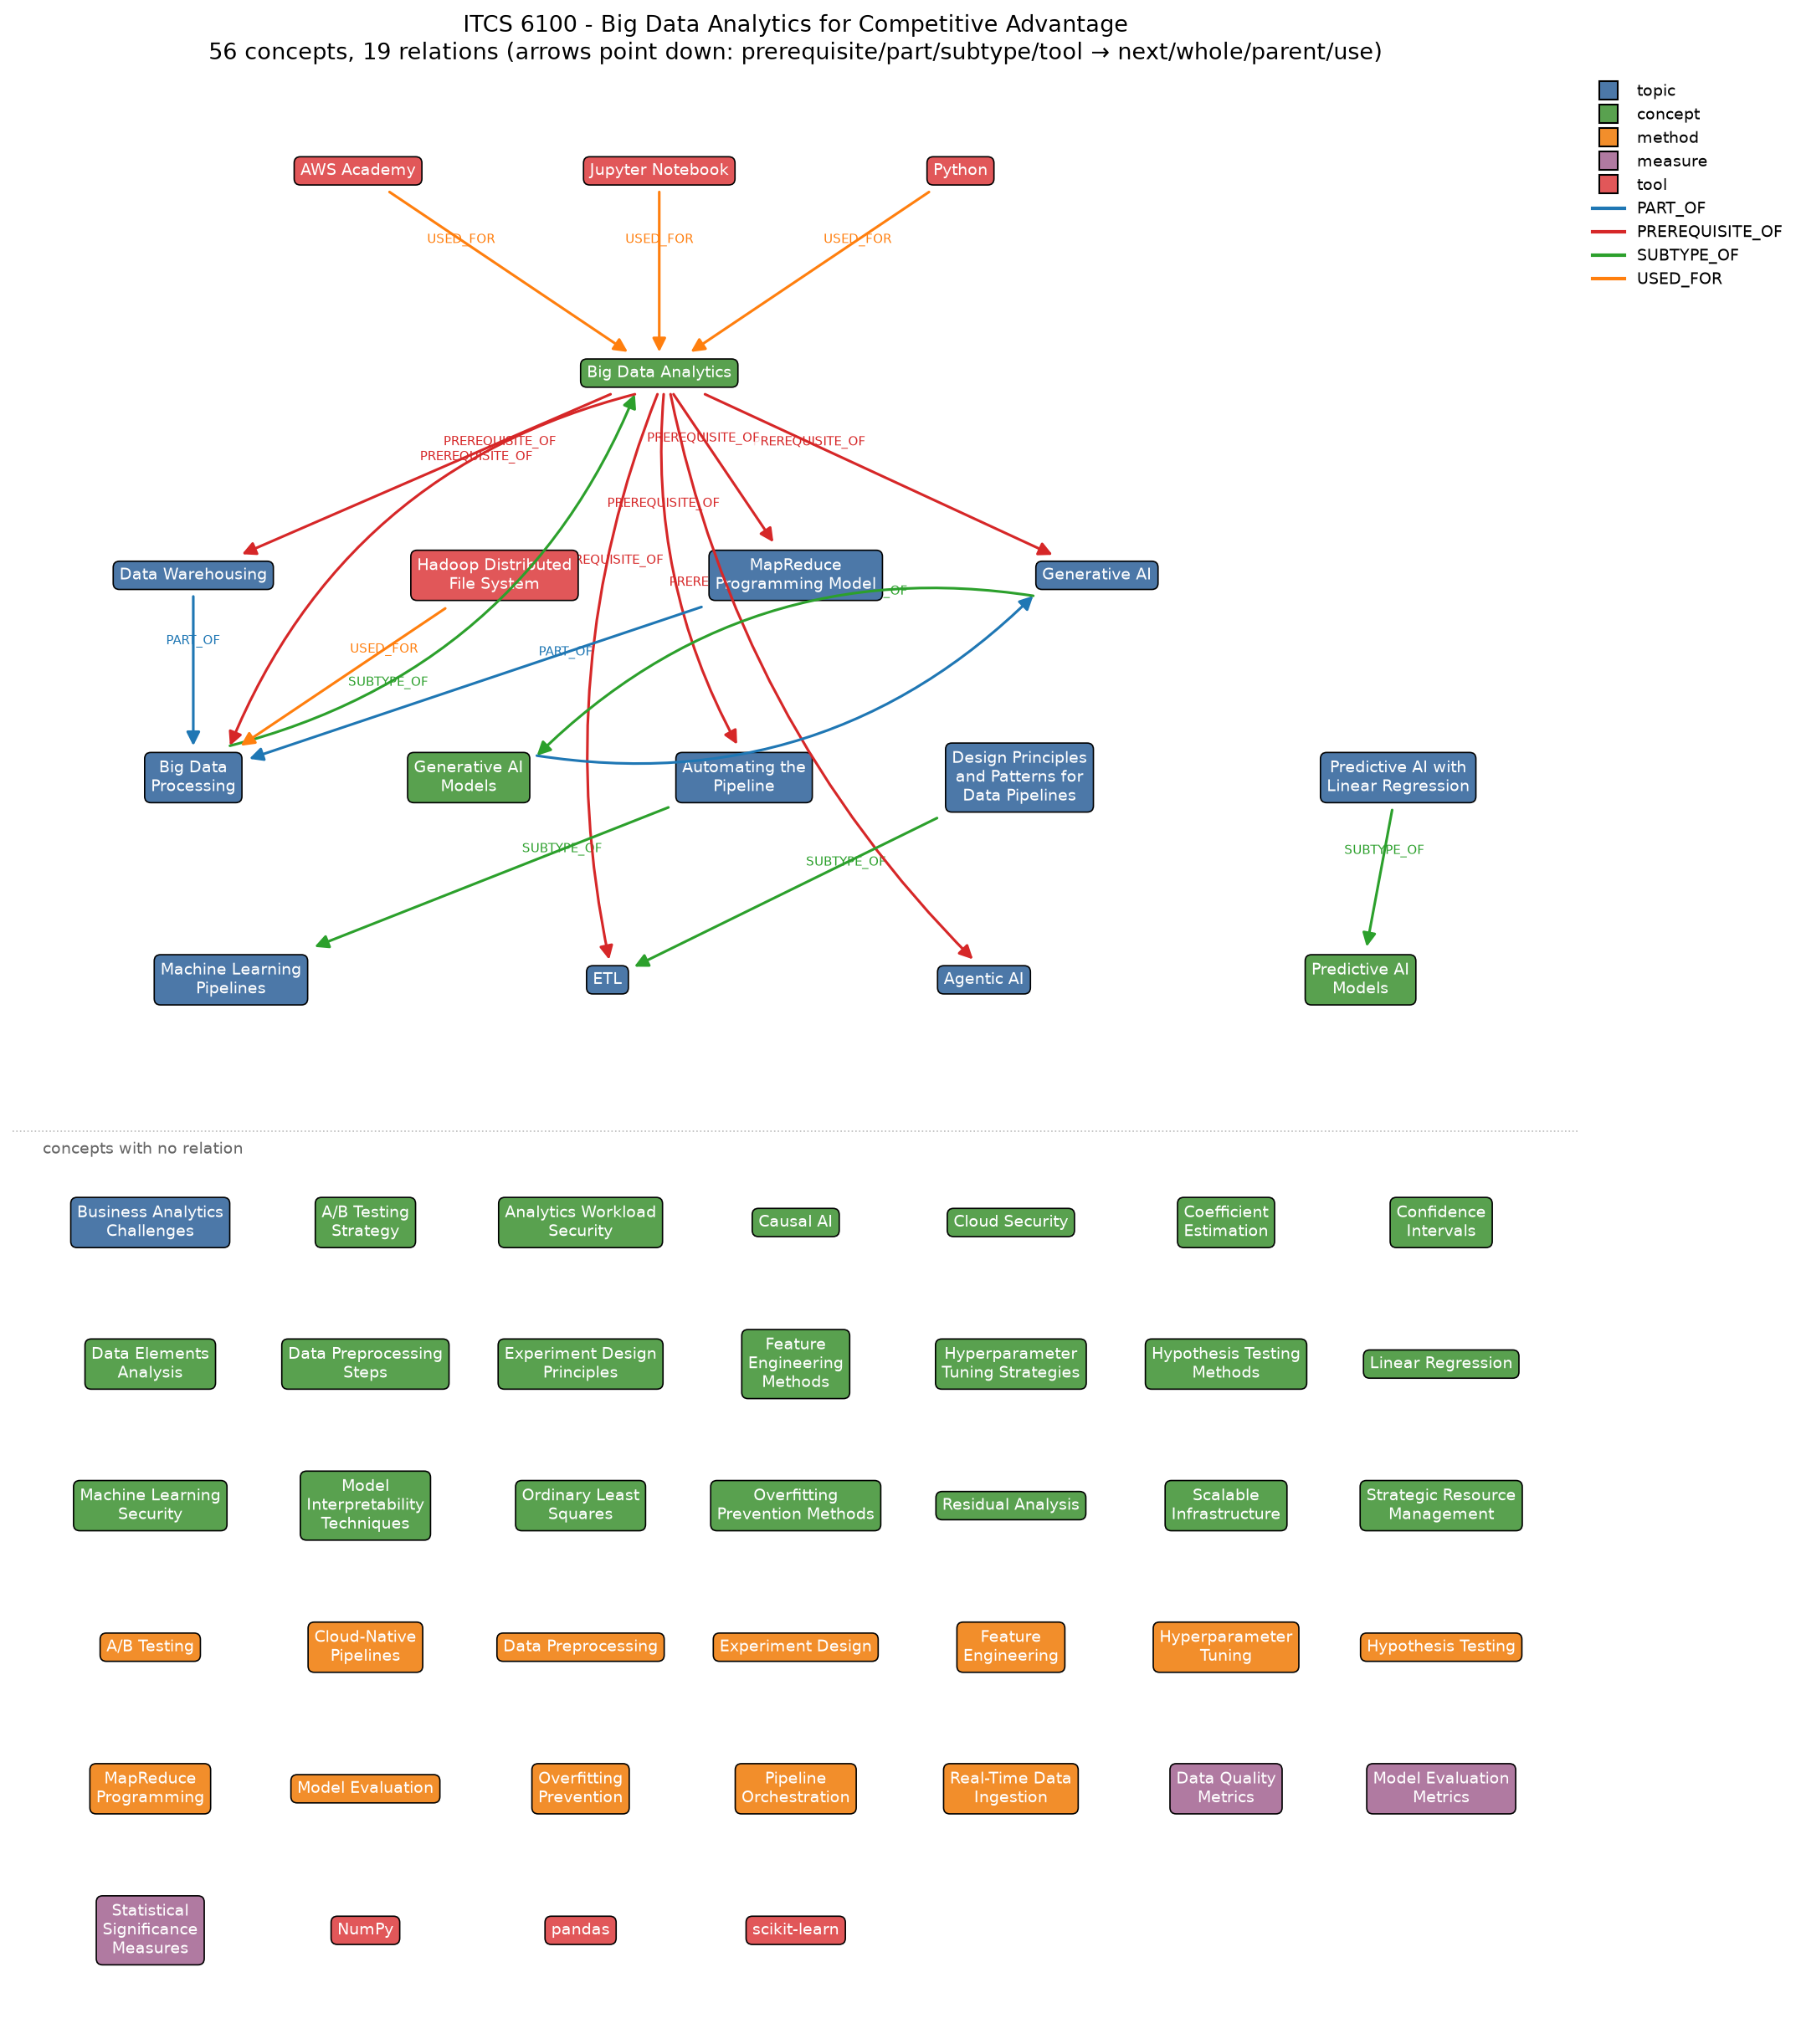 ITCS 6100 - Big Data Analytics for Competitive Advantage
56 concepts, 19 relations (arrows point down: prerequisite/part/subtype/tool → next/whole/parent/use)
topic
concept
method
measure
tool
PART_OF
PREREQUISITE_OF
SUBTYPE_OF
USED_FOR
AWS Academy
Jupyter Notebook
Python
USED_FOR
USED_FOR
USED_FOR
Big Data Analytics
PREREQUISITE_OF
PREREQUISITE_OF
PREREQUISITE_OF
REREQUISITE_OF
PREREQUISITE_OF
REQUISITE_OF
PRERE
Data Warehousing
Hadoop Distributed
File System
MapReduce
Programming Model
Generative AI
_OF
PART_OF
USED_FOR
PART_OF
SUBTYPE_OF
Big Data
Processing
Generative AI
Models
Automating the
Pipeline
Design Principles
and Patterns for
Data Pipelines
Predictive AI with
Linear Regression
SUBTYPE_OF
SUBTYPE_OF
SUBTYPE_OF
Machine Learning
Pipelines
ETL
Agentic AI
Predictive AI
Models
concepts with no relation
Business Analytics
Challenges
A/B Testing
Strategy
Analytics Workload
Security
Causal AI
Cloud Security
Coefficient
Estimation
Confidence
Intervals
Data Elements
Analysis
Data Preprocessing
Steps
Experiment Design
Principles
Feature
Engineering
Methods
Hyperparameter
Tuning Strategies
Hypothesis Testing
Methods
Linear Regression
Machine Learning
Security
Model
Interpretability
Techniques
Ordinary Least
Squares
Overfitting
Prevention Methods
Residual Analysis
Scalable
Infrastructure
Strategic Resource
Management
A/B Testing
Cloud-Native
Pipelines
Data Preprocessing
Experiment Design
Feature
Engineering
Hyperparameter
Tuning
Hypothesis Testing
MapReduce
Programming
Model Evaluation
Overfitting
Prevention
Pipeline
Orchestration
Real-Time Data
Ingestion
Data Quality
Metrics
Model Evaluation
Metrics
Statistical
Significance
Measures
NumPy
pandas
scikit-learn